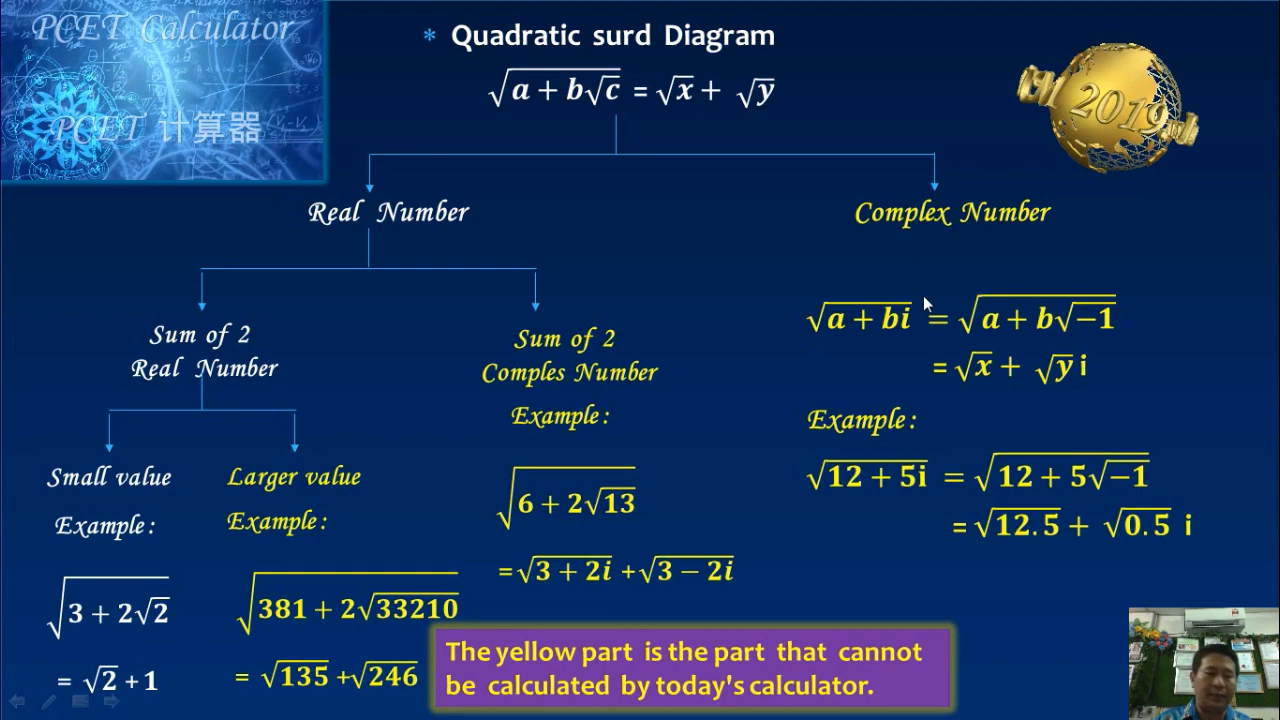 PCET Calculator
PCET 计算器
* Quadratic surd Diagram
√(a + b√c) = √x + √y
2019
Real Number
Complex Number
Sum of 2
Real Number
Sum of 2
Comples Number
Example :
√(6 + 2√13)
= √(3 + 2i) + √(3 − 2i)
Small value
Example :
√(3 + 2√2)
= √2 + 1
Larger value
Example :
√(381 + 2√33210)
= √135 + √246
√(a + bi) = √(a + b√−1)
= √x + √y i
Example :
√(12 + 5i) = √(12 + 5√−1)
= √12.5 + √0.5 i
The yellow part is the part that cannot
be calculated by today's calculator.